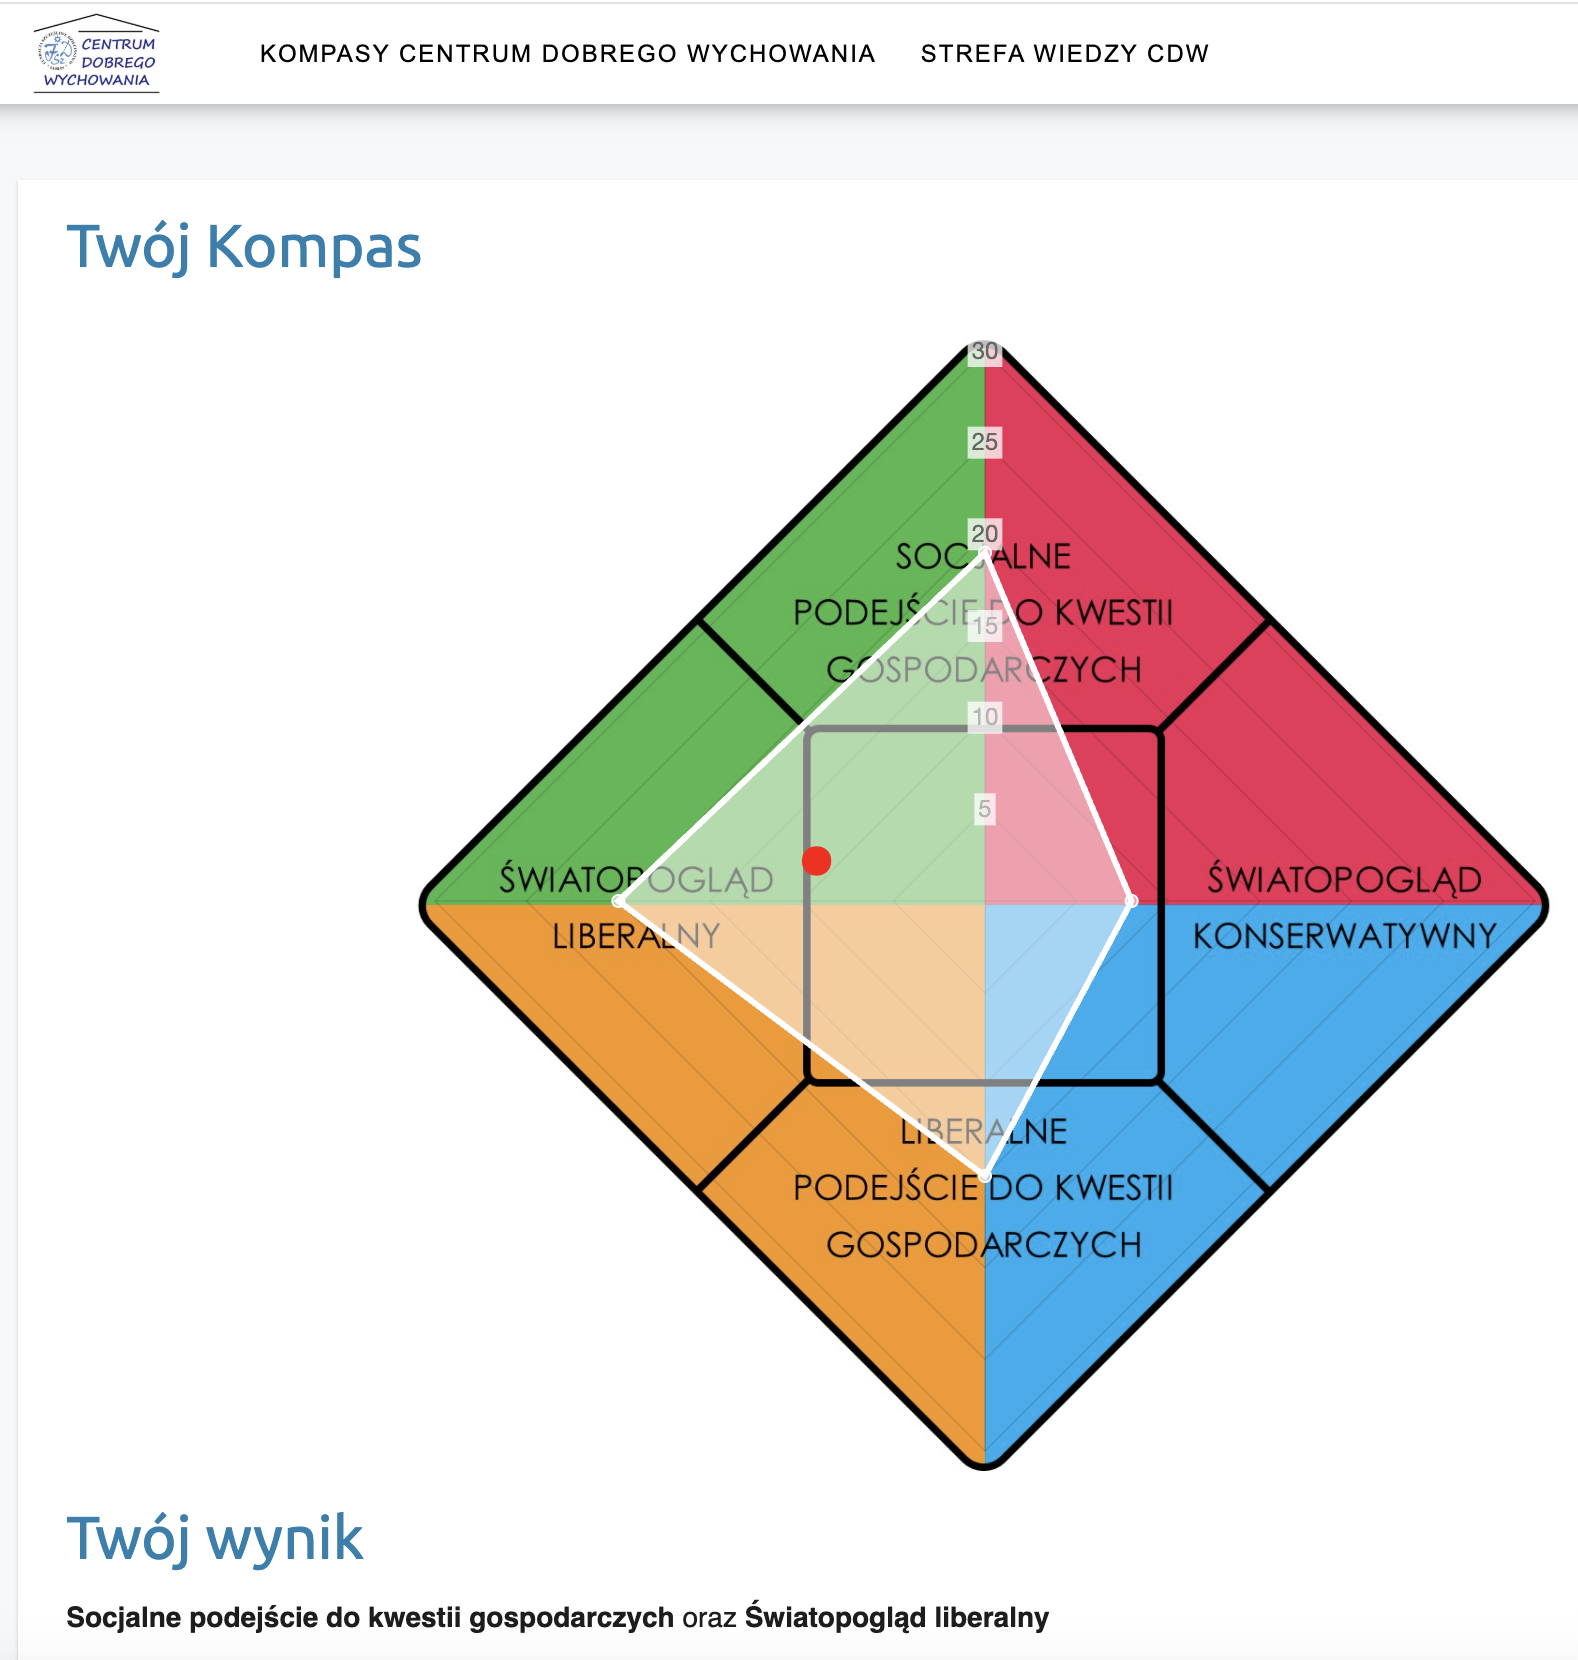 CENTRUM
DOBREGO
WYCHOWANIA
KOMPASY CENTRUM DOBREGO WYCHOWANIA
STREFA WIEDZY CDW
Twój Kompas
30
25
20
SOCJALNE
PODEJŚCIE DO KWESTII
15
GOSPODARCZYCH
10
5
ŚWIATOPOGLĄD
LIBERALNY
ŚWIATOPOGLĄD
KONSERWATYWNY
LIBERALNE
PODEJŚCIE DO KWESTII
GOSPODARCZYCH
Twój wynik
Socjalne podejście do kwestii gospodarczych oraz Światopogląd liberalny